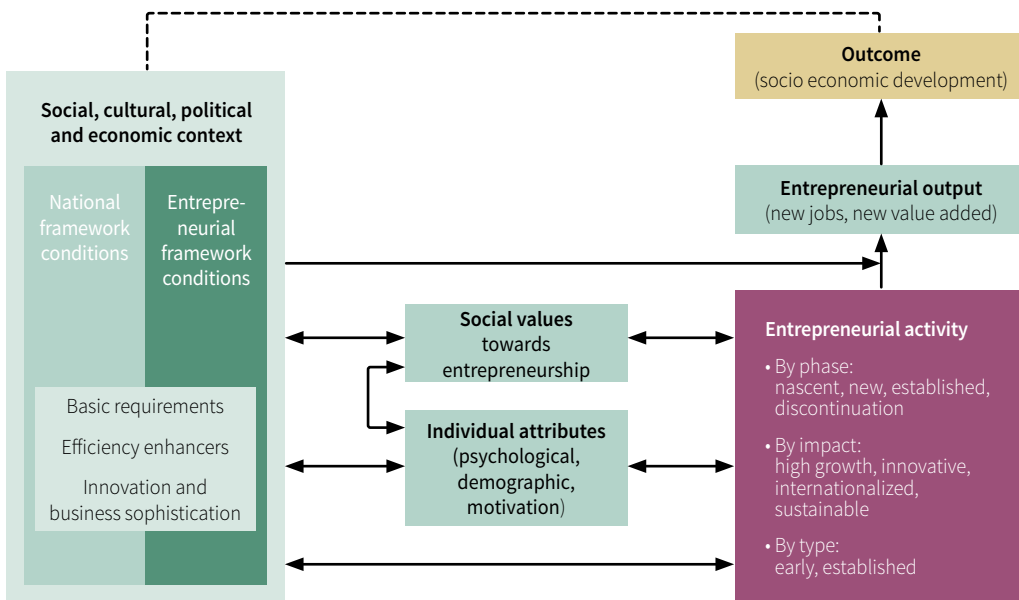 Outcome
(socio economic development)
Social, cultural, political
and economic context
National
framework
conditions
Entrepre-
neurial
framework
conditions
Entrepreneurial output
(new jobs, new value added)
Social values
towards
entrepreneurship
Individual attributes
(psychological,
demographic,
motivation)
Basic requirements
Efficiency enhancers
Innovation and
business sophistication
Entrepreneurial activity
• By phase:
nascent, new, established,
discontinuation
• By impact:
high growth, innovative,
internationalized,
sustainable
• By type:
early, established